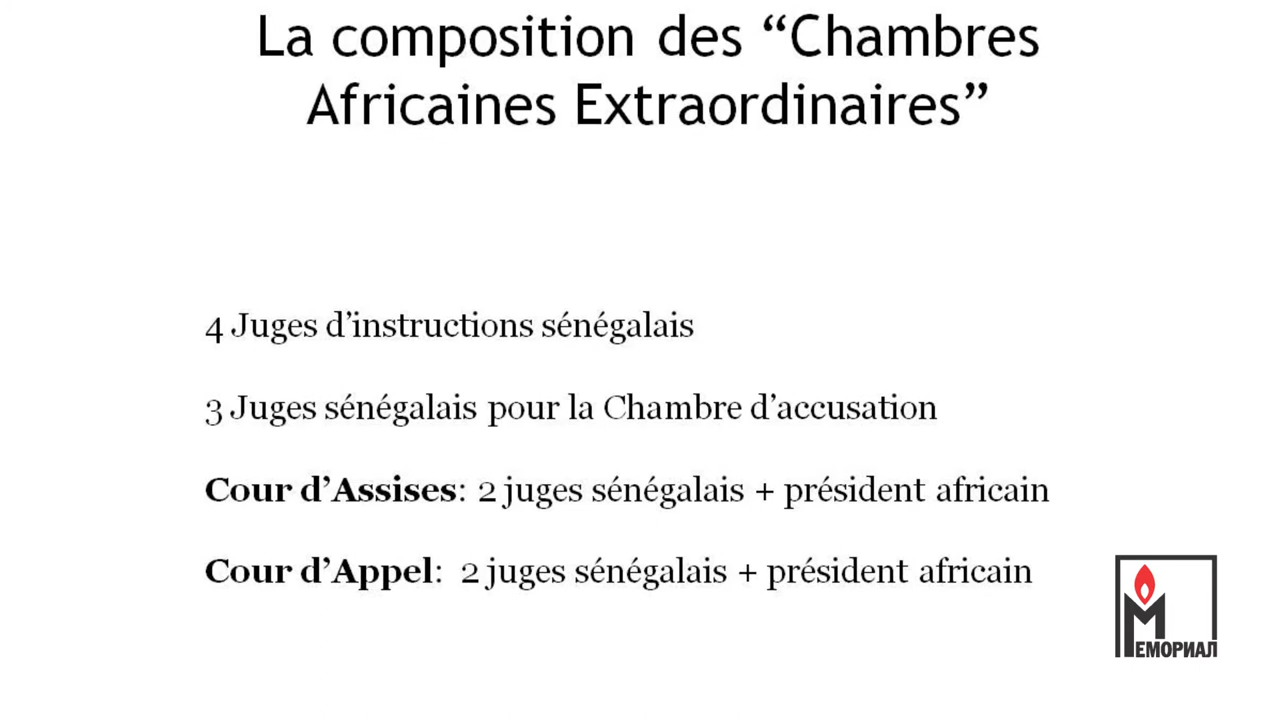 La composition des “Chambres
Africaines Extraordinaires”
4 Juges d’instructions sénégalais
3 Juges sénégalais pour la Chambre d’accusation
Cour d’Assises: 2 juges sénégalais + président africain
Cour d’Appel: 2 juges sénégalais + président africain
МЕМОРИАЛ